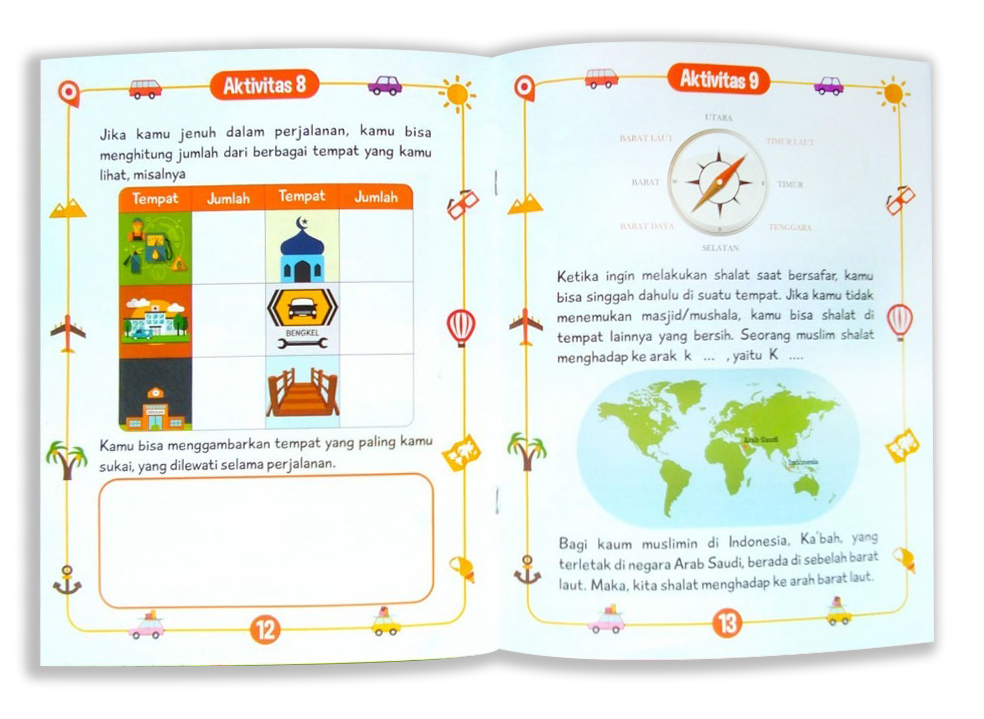 Aktivitas 8
Jika kamu jenuh dalam perjalanan, kamu bisa
menghitung jumlah dari berbagai tempat yang kamu
lihat, misalnya
Tempat Jumlah Tempat Jumlah
BENGKEL
Kamu bisa menggambarkan tempat yang paling kamu
sukai, yang dilewati selama perjalanan.
12
Aktivitas 9
UTARA
BARAT LAUT TIMUR LAUT
BARAT TIMUR
BARAT DAYA TENGGARA
SELATAN
Ketika ingin melakukan shalat saat bersafar, kamu
bisa singgah dahulu di suatu tempat. Jika kamu tidak
menemukan masjid/mushala, kamu bisa shalat di
tempat lainnya yang bersih. Seorang muslim shalat
menghadap ke arak k ... , yaitu K ....
Arab Saudi
Indonesia
Bagi kaum muslimin di Indonesia, Ka'bah, yang
terletak di negara Arab Saudi, berada di sebelah barat
laut. Maka, kita shalat menghadap ke arah barat laut.
13